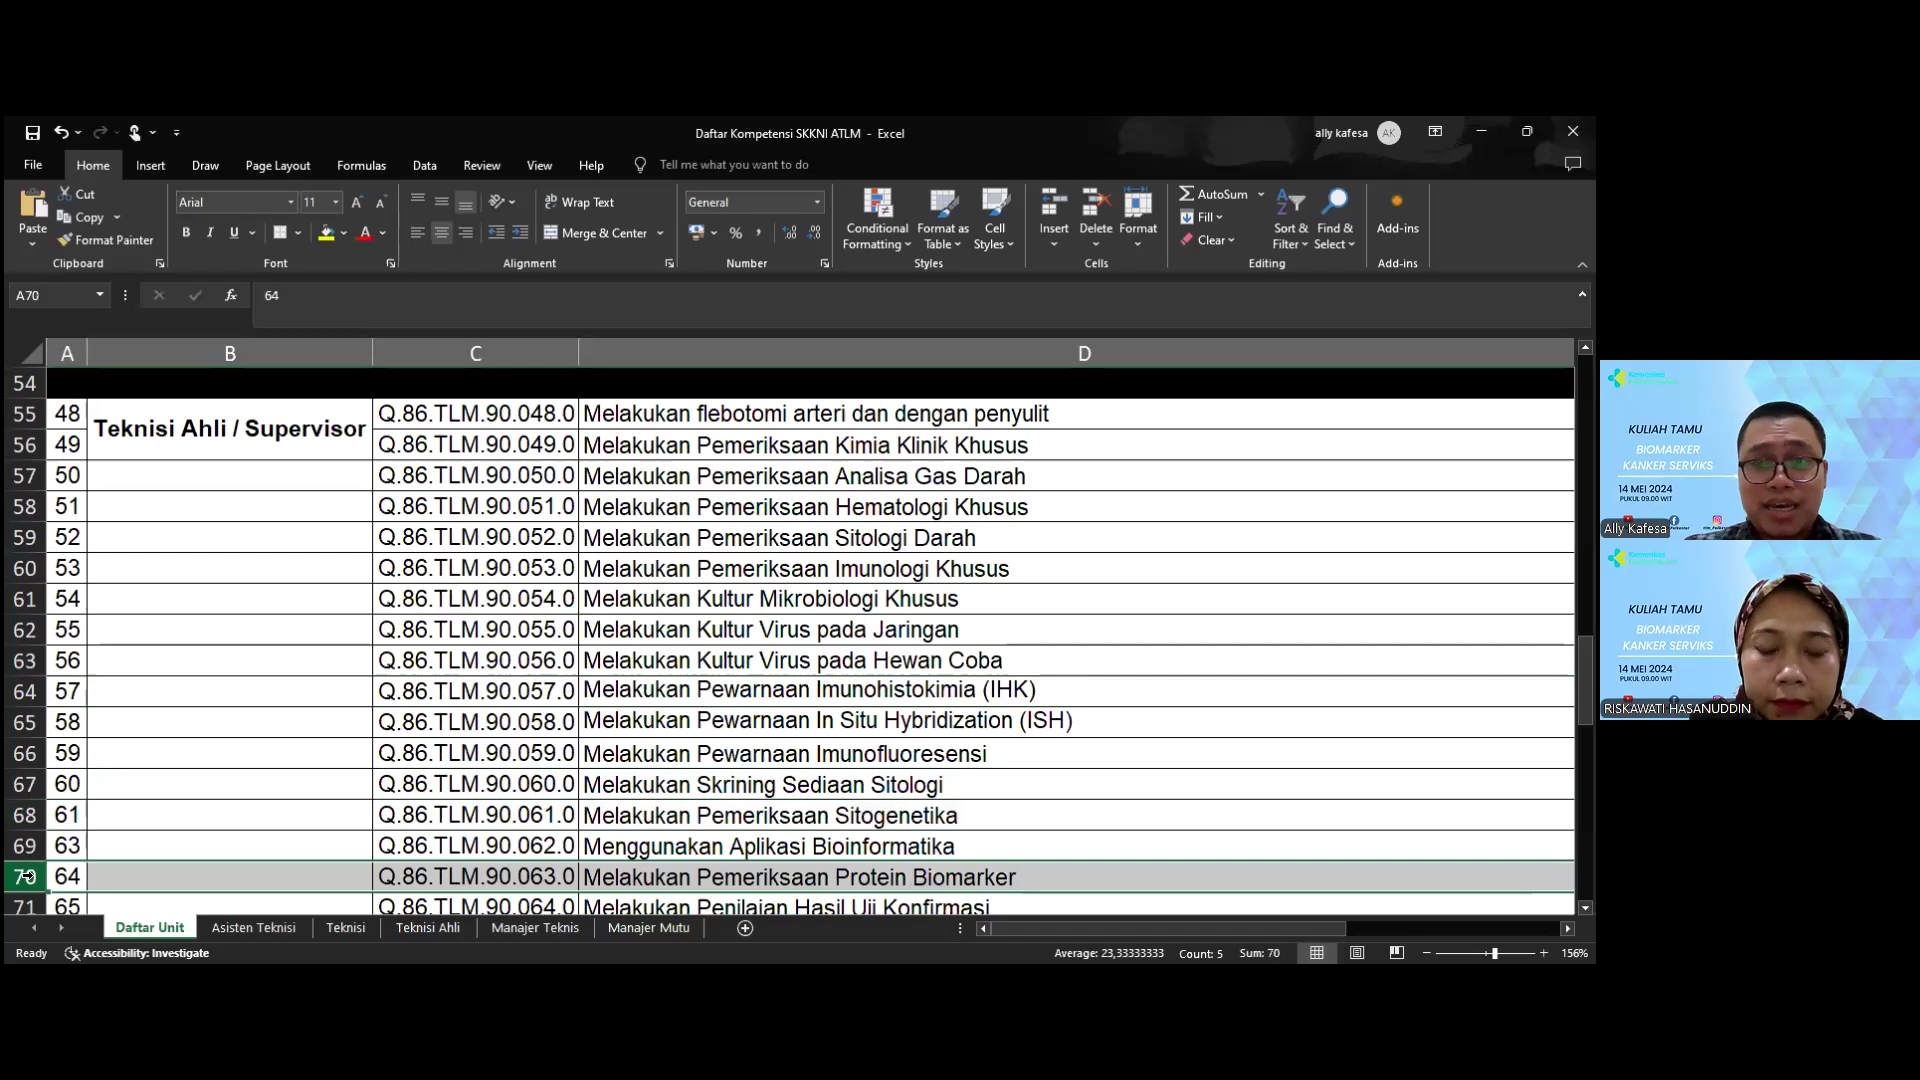 Daftar Kompetensi SKKNI ATLM - Excel
ally kafesa
AK
File Home Insert Draw Page Layout Formulas Data Review View Help Tell me what you want to do
Paste
Cut
Copy
Format Painter
Clipboard
Arial 11
B I U
Font
Wrap Text
Merge & Center
Alignment
General
Number
Conditional Formatting
Format as Table
Cell Styles
Styles
Insert Delete Format
Cells
AutoSum
Fill
Clear
Sort & Filter
Find & Select
Editing
Add-ins
Add-ins
A70 fx 64
A B C D
54
55 48 Teknisi Ahli / Supervisor Q.86.TLM.90.048.0 Melakukan flebotomi arteri dan dengan penyulit
56 49 Q.86.TLM.90.049.0 Melakukan Pemeriksaan Kimia Klinik Khusus
57 50 Q.86.TLM.90.050.0 Melakukan Pemeriksaan Analisa Gas Darah
58 51 Q.86.TLM.90.051.0 Melakukan Pemeriksaan Hematologi Khusus
59 52 Q.86.TLM.90.052.0 Melakukan Pemeriksaan Sitologi Darah
60 53 Q.86.TLM.90.053.0 Melakukan Pemeriksaan Imunologi Khusus
61 54 Q.86.TLM.90.054.0 Melakukan Kultur Mikrobiologi Khusus
62 55 Q.86.TLM.90.055.0 Melakukan Kultur Virus pada Jaringan
63 56 Q.86.TLM.90.056.0 Melakukan Kultur Virus pada Hewan Coba
64 57 Q.86.TLM.90.057.0 Melakukan Pewarnaan Imunohistokimia (IHK)
65 58 Q.86.TLM.90.058.0 Melakukan Pewarnaan In Situ Hybridization (ISH)
66 59 Q.86.TLM.90.059.0 Melakukan Pewarnaan Imunofluoresensi
67 60 Q.86.TLM.90.060.0 Melakukan Skrining Sediaan Sitologi
68 61 Q.86.TLM.90.061.0 Melakukan Pemeriksaan Sitogenetika
69 63 Q.86.TLM.90.062.0 Menggunakan Aplikasi Bioinformatika
70 64 Q.86.TLM.90.063.0 Melakukan Pemeriksaan Protein Biomarker
71 65 Q.86.TLM.90.064.0 Melakukan Penilaian Hasil Uji Konfirmasi
Daftar Unit Asisten Teknisi Teknisi Teknisi Ahli Manajer Teknis Manajer Mutu
Ready Accessibility: Investigate Average: 23,33333333 Count: 5 Sum: 70 156%
Kemenkes
KULIAH TAMU
BIOMARKER
KANKER SERVIKS
14 MEI 2024
PUKUL 09.00 WIT
Ally Kafesa
Kemenkes
KULIAH TAMU
BIOMARKER
KANKER SERVIKS
14 MEI 2024
PUKUL 09.00 WIT
RISKAWATI HASANUDDIN